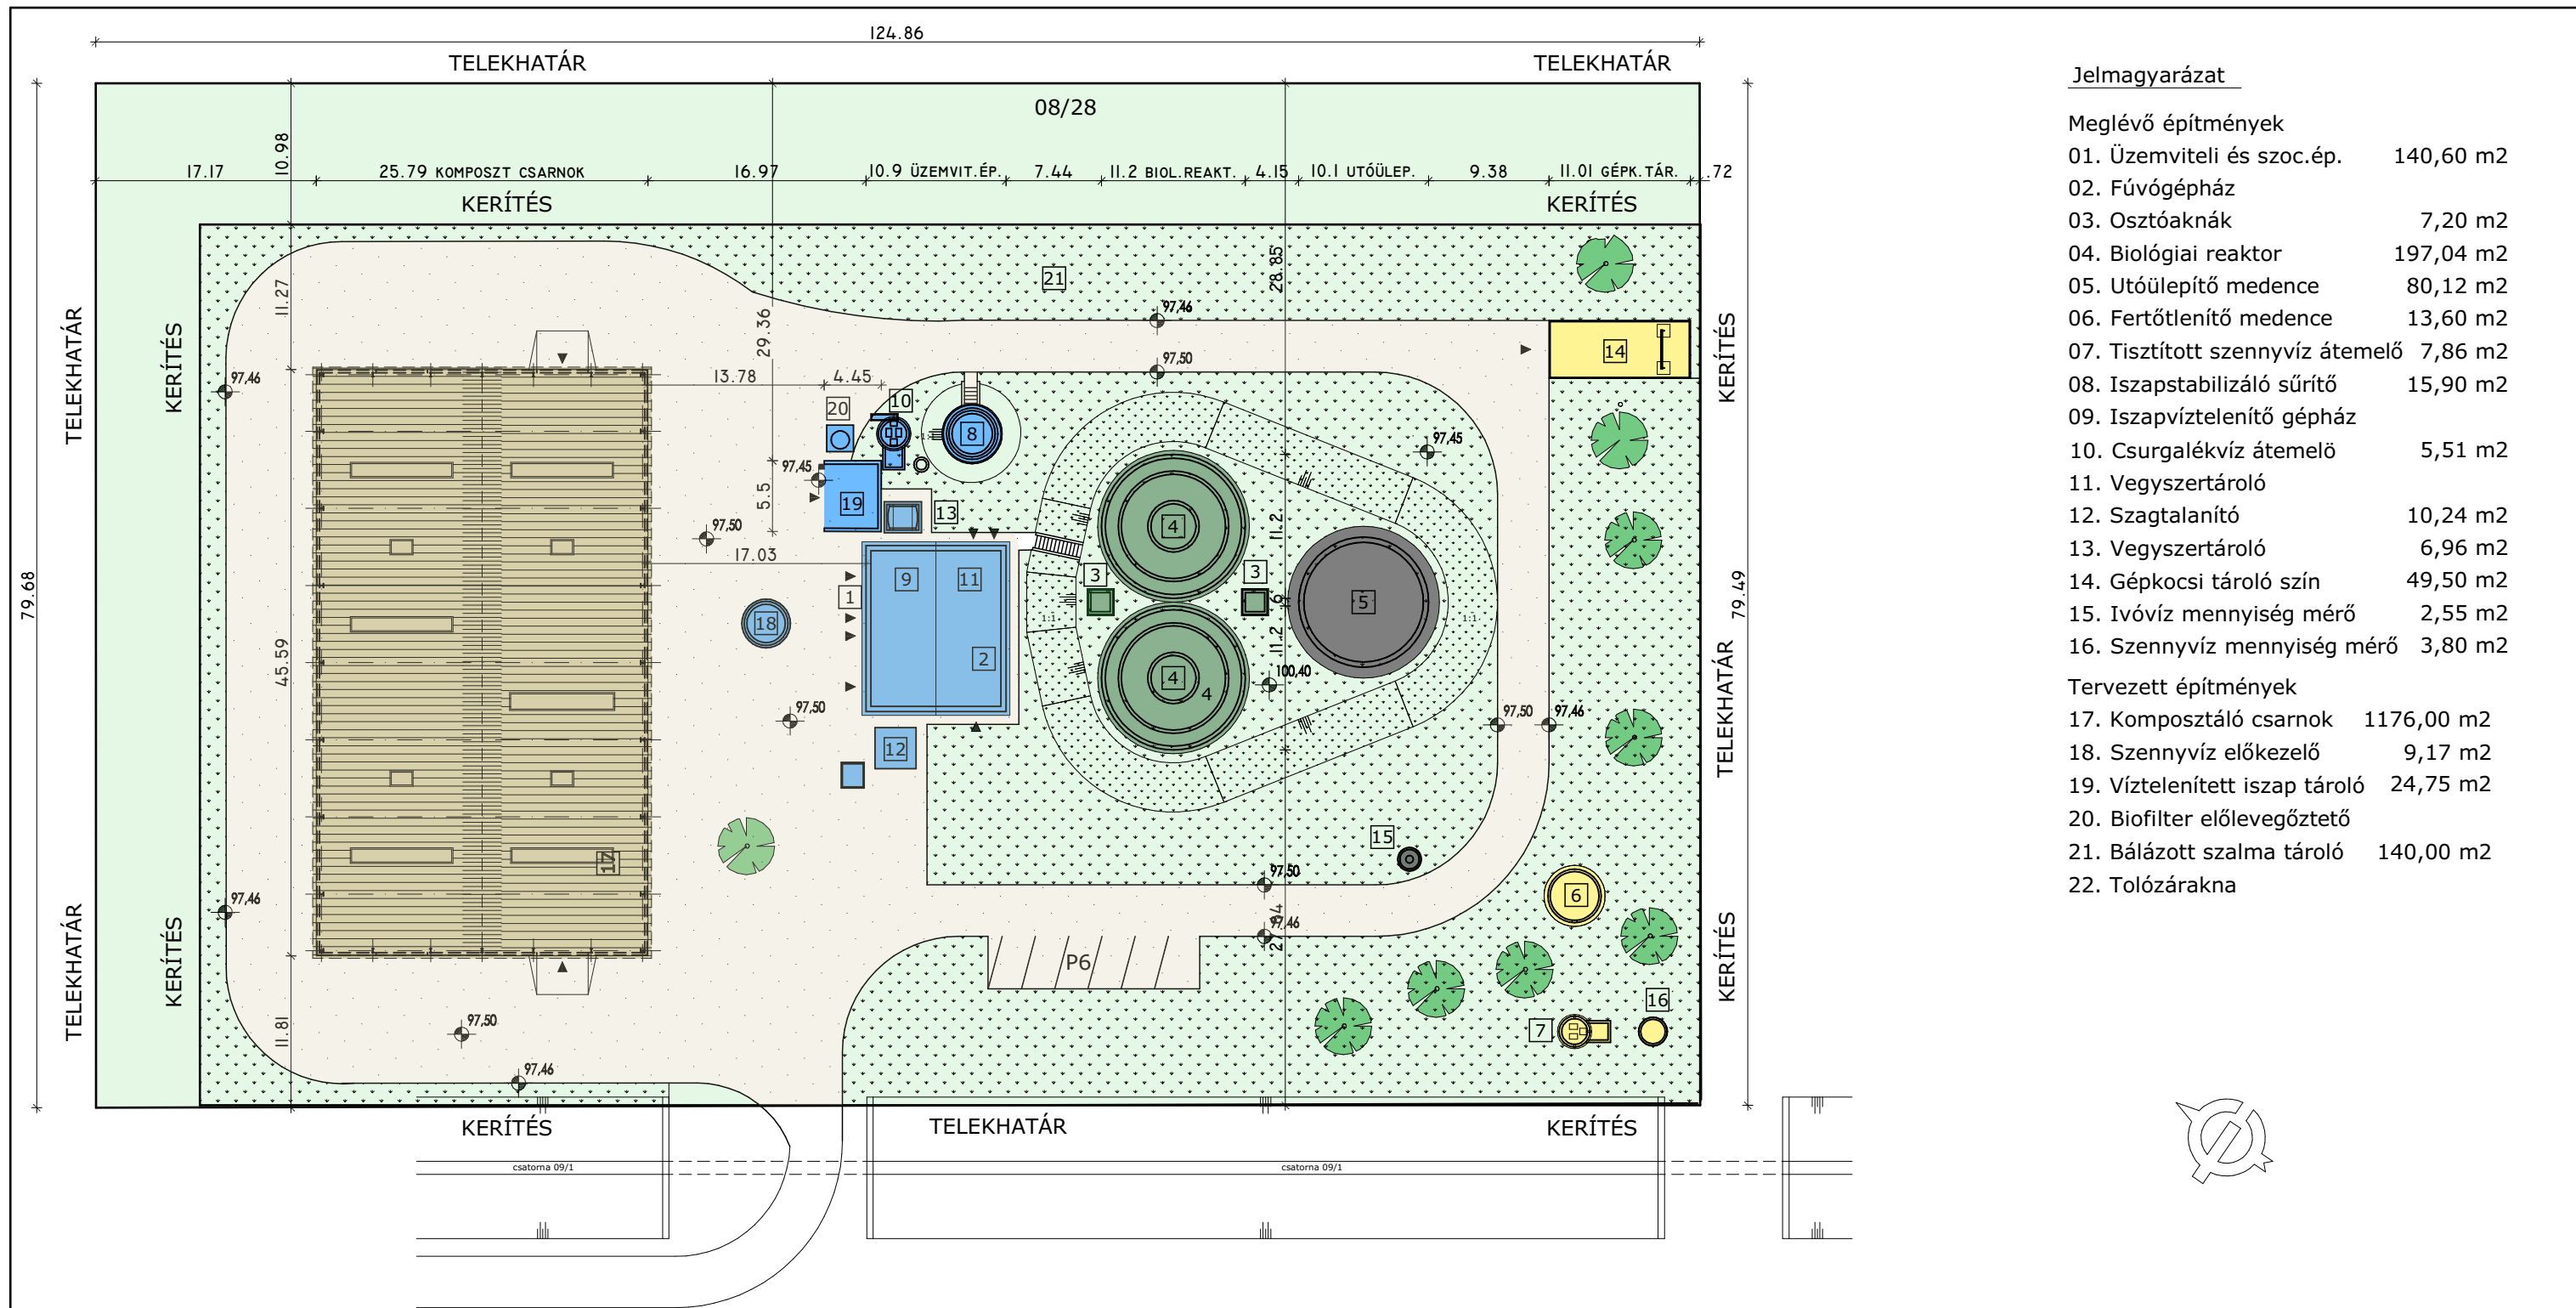 124.86
TELEKHATÁR
TELEKHATÁR
08/28
10.98
17.17
25.79 KOMPOSZT CSARNOK
16.97
10.9 ÜZEMVIT.ÉP.
7.44
11.2 BIOL.REAKT.
4.15
10.1 UTÓÜLEP.
9.38
11.01 GÉPK.TÁR.
.72
KERÍTÉS
KERÍTÉS
21
28.85
11.27
29.36
97,46
97,50
14
TELEKHATÁR
KERÍTÉS
KERÍTÉS
97,46
13.78
4.45
20
10
8
97,45
97,45
5.5
19
13
97,50
17.03
4
11.2
3
3
9
11
1
.6
5
79.68
79.49
18
1:1
1:1
11.2
45.59
2
4
4
100,40
TELEKHATÁR
97,50
97,50
97,46
12
15
17
97,50
6
97,46
27.04
97,46
P6
TELEKHATÁR
KERÍTÉS
KERÍTÉS
16
7
11.81
97,50
97,46
KERÍTÉS
TELEKHATÁR
KERÍTÉS
csatorna 09/1
csatorna 09/1
Jelmagyarázat
Meglévő építmények
01. Üzemviteli és szoc.ép. 140,60 m2
02. Fúvógépház
03. Osztóaknák 7,20 m2
04. Biológiai reaktor 197,04 m2
05. Utóülepítő medence 80,12 m2
06. Fertőtlenítő medence 13,60 m2
07. Tisztított szennyvíz átemelő 7,86 m2
08. Iszapstabilizáló sűrítő 15,90 m2
09. Iszapvíztelenítő gépház
10. Csurgalékvíz átemelö 5,51 m2
11. Vegyszertároló
12. Szagtalanító 10,24 m2
13. Vegyszertároló 6,96 m2
14. Gépkocsi tároló szín 49,50 m2
15. Ivóvíz mennyiség mérő 2,55 m2
16. Szennyvíz mennyiség mérő 3,80 m2
Tervezett építmények
17. Komposztáló csarnok 1176,00 m2
18. Szennyvíz előkezelő 9,17 m2
19. Víztelenített iszap tároló 24,75 m2
20. Biofilter előlevegőztető
21. Bálázott szalma tároló 140,00 m2
22. Tolózárakna